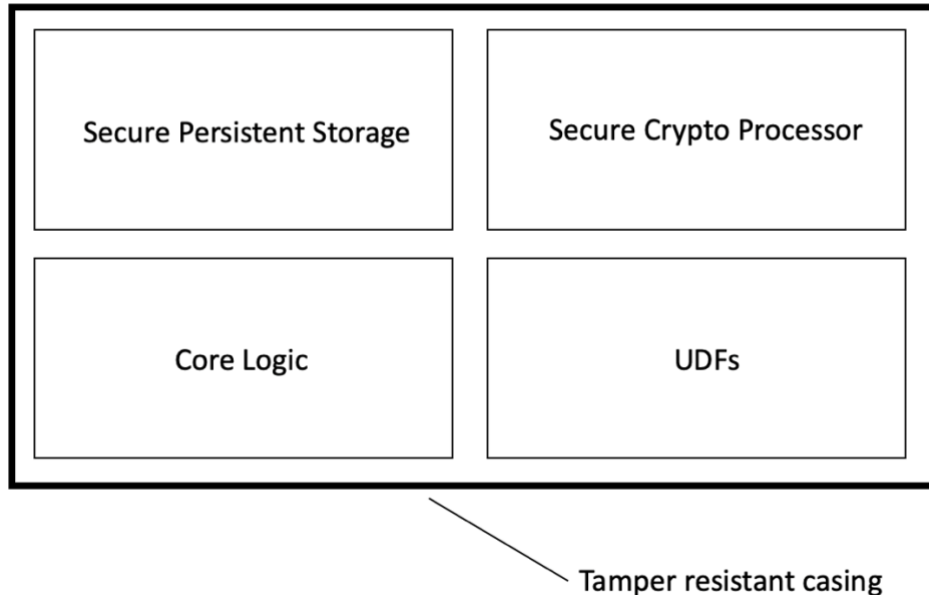 Secure Persistent Storage
Secure Crypto Processor
Core Logic
UDFs
Tamper resistant casing